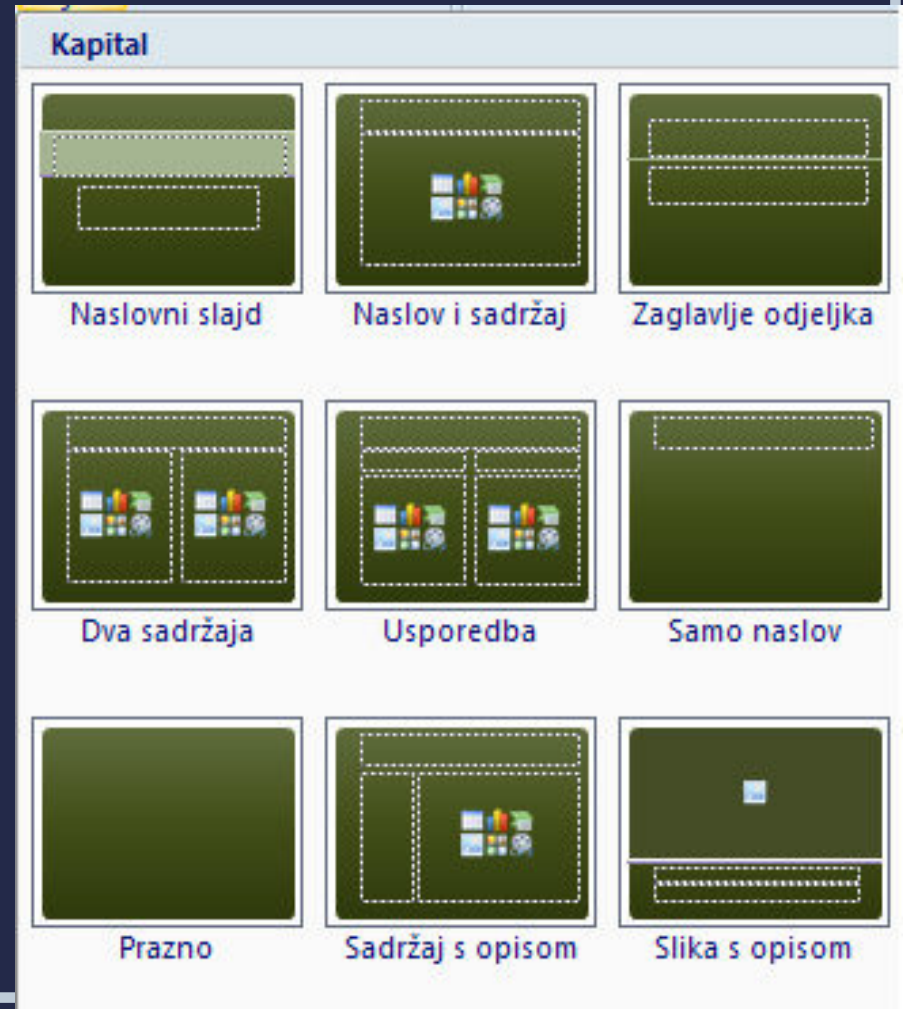 Kapital
Naslovni slajd
Naslov i sadržaj
Zaglavlje odjeljka
Dva sadržaja
Usporedba
Samo naslov
Prazno
Sadržaj s opisom
Slika s opisom